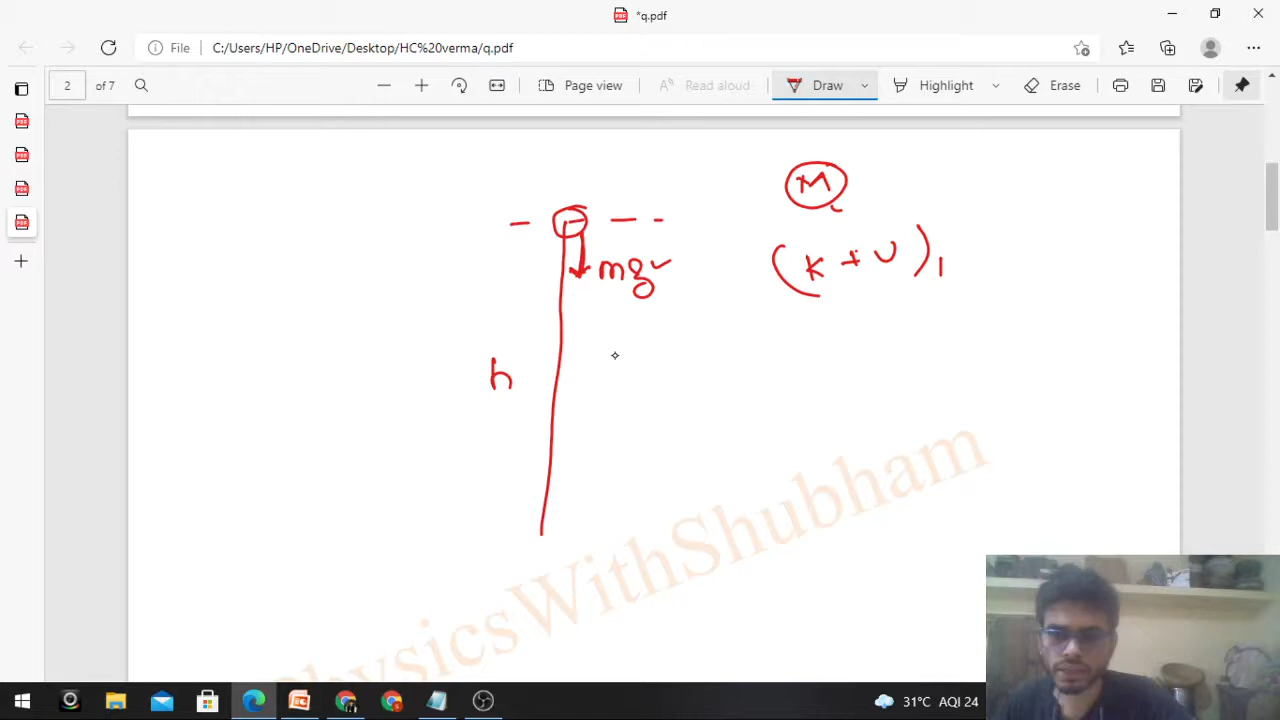 *q.pdf
File C:/Users/HP/OneDrive/Desktop/HC%20verma/q.pdf
2 of 7 Page view Read aloud Draw Highlight Erase
M
mg
(K + U)1
h
PhysicsWithShubham
31°C AQI 24